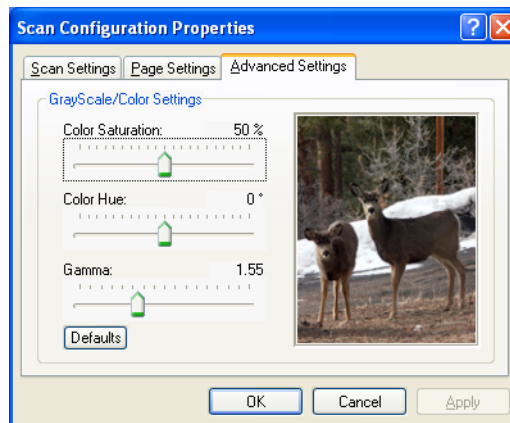 Scan Configuration Properties
Scan Settings Page Settings Advanced Settings
GrayScale/Color Settings
Color Saturation: 50 %
Color Hue: 0 °
Gamma: 1.55
Defaults
OK Cancel Apply